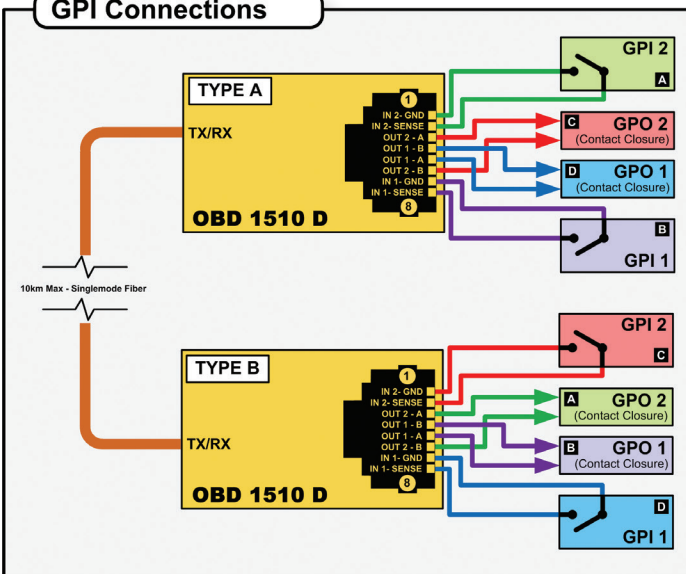 GPI Connections
TYPE A
TX/RX
1
IN 2- GND
IN 2- SENSE
OUT 2 - A
OUT 1 - B
OUT 1 - A
OUT 2 - B
IN 1- GND
IN 1- SENSE
8
OBD 1510 D
GPI 2
A
C GPO 2
(Contact Closure)
D GPO 1
(Contact Closure)
B
GPI 1
10km Max - Singlemode Fiber
TYPE B
TX/RX
1
IN 2- GND
IN 2- SENSE
OUT 2 - A
OUT 1 - B
OUT 1 - A
OUT 2 - B
IN 1- GND
IN 1- SENSE
8
OBD 1510 D
GPI 2
C
A GPO 2
(Contact Closure)
B GPO 1
(Contact Closure)
D
GPI 1